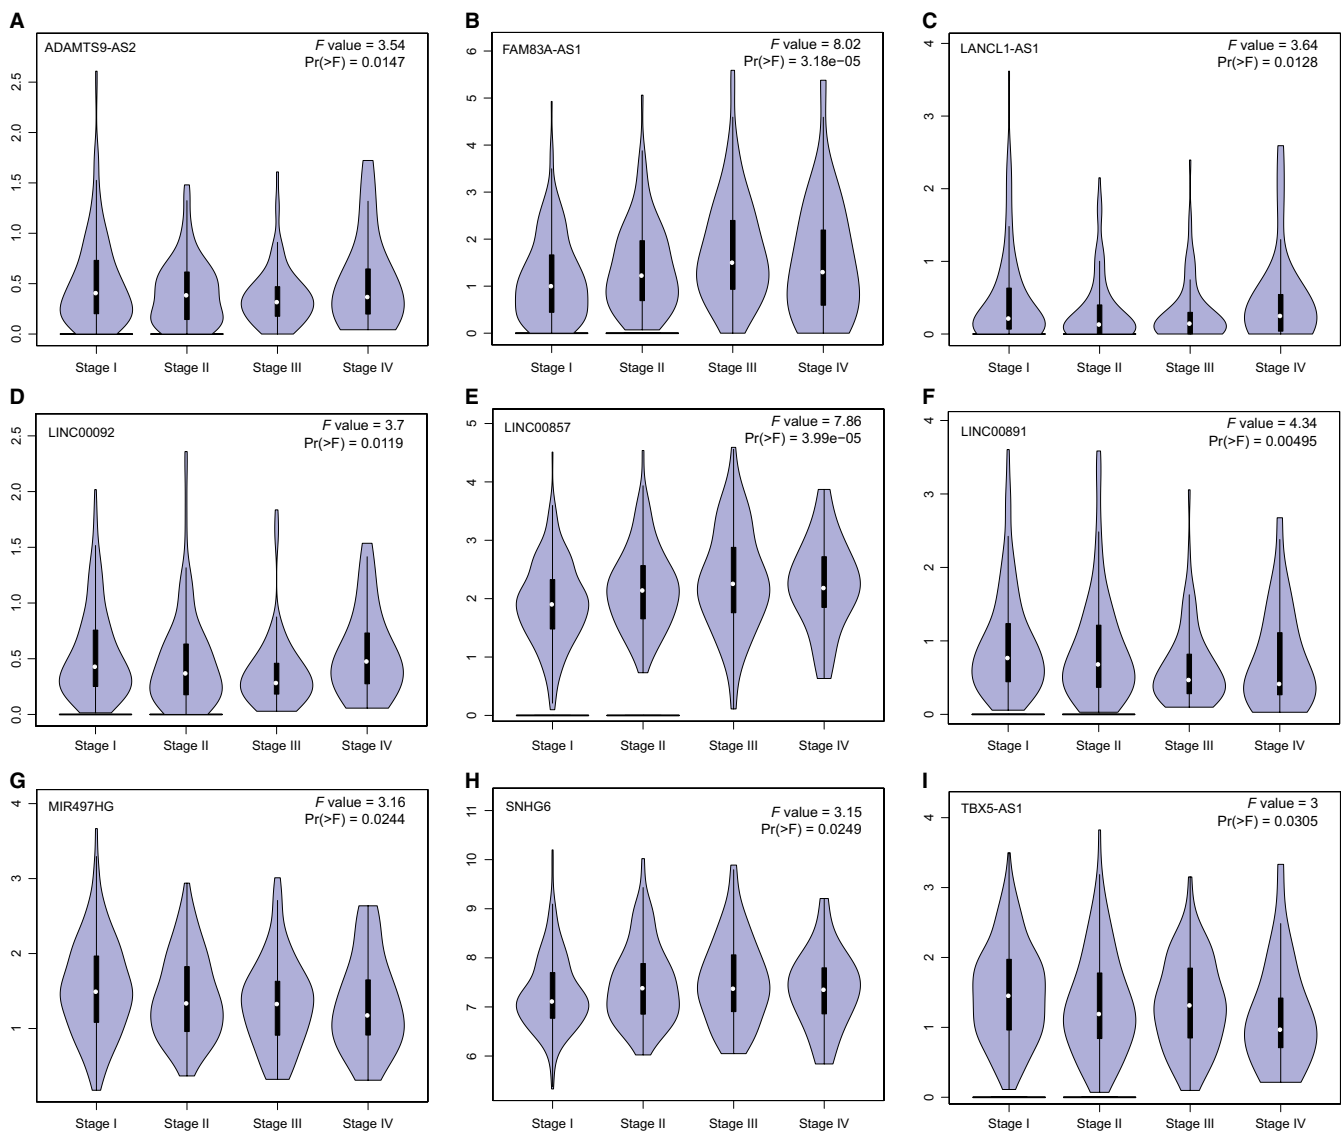 A
ADAMTS9-AS2
F value = 3.54
Pr(>F) = 0.0147
2.5
2.0
1.5
1.0
0.5
0.0
Stage I Stage II Stage III Stage IV
B
FAM83A-AS1
F value = 8.02
Pr(>F) = 3.18e−05
6
5
4
3
2
1
0
Stage I Stage II Stage III Stage IV
C
LANCL1-AS1
F value = 3.64
Pr(>F) = 0.0128
4
3
2
1
0
Stage I Stage II Stage III Stage IV
D
LINC00092
F value = 3.7
Pr(>F) = 0.0119
2.5
2.0
1.5
1.0
0.5
0.0
Stage I Stage II Stage III Stage IV
E
LINC00857
F value = 7.86
Pr(>F) = 3.99e−05
5
4
3
2
1
0
Stage I Stage II Stage III Stage IV
F
LINC00891
F value = 4.34
Pr(>F) = 0.00495
4
3
2
1
0
Stage I Stage II Stage III Stage IV
G
MIR497HG
F value = 3.16
Pr(>F) = 0.0244
4
3
2
1
Stage I Stage II Stage III Stage IV
H
SNHG6
F value = 3.15
Pr(>F) = 0.0249
11
10
9
8
7
6
Stage I Stage II Stage III Stage IV
I
TBX5-AS1
F value = 3
Pr(>F) = 0.0305
4
3
2
1
0
Stage I Stage II Stage III Stage IV